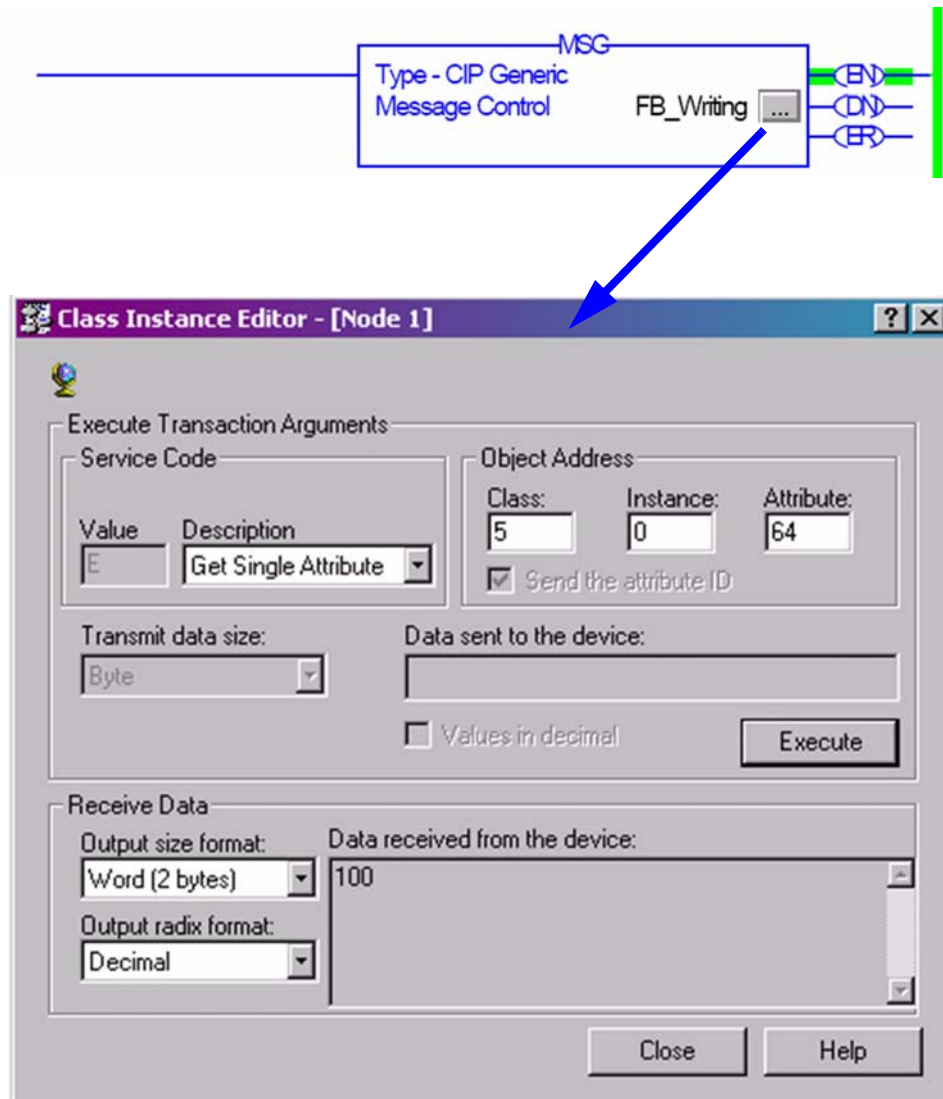 MSG
Type - CIP Generic
Message Control FB_Writing ...
EN
DN
ER
Class Instance Editor - [Node 1]
Execute Transaction Arguments
Service Code
Value Description
E Get Single Attribute
Object Address
Class: Instance: Attribute:
5 0 64
Send the attribute ID
Transmit data size:
Byte
Data sent to the device:
Values in decimal
Execute
Receive Data
Output size format:
Word (2 bytes)
Output radix format:
Decimal
Data received from the device:
100
Close Help